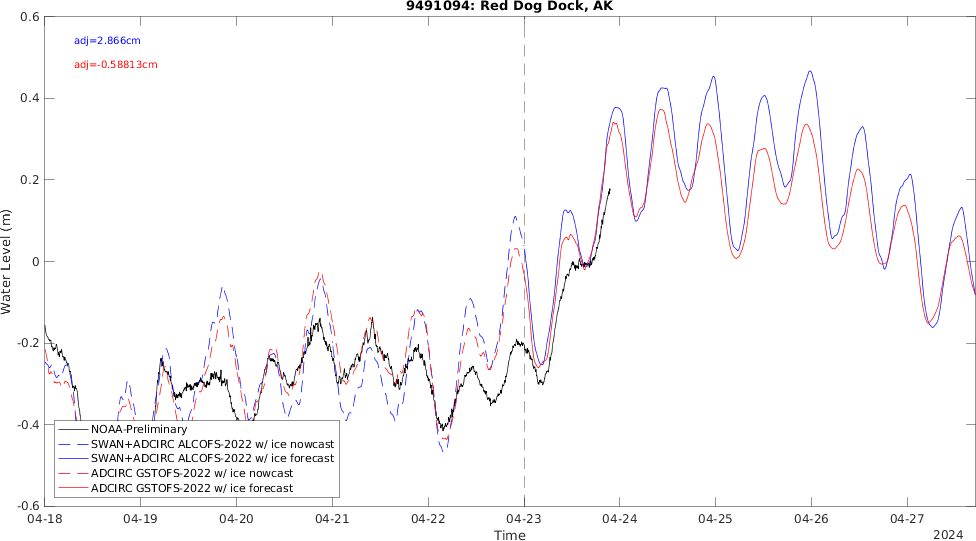 9491094: Red Dog Dock, AK
adj=2.866cm
adj=-0.58813cm
Water Level (m)
0.6
0.4
0.2
0
-0.2
-0.4
-0.6
NOAA-Preliminary
SWAN+ADCIRC ALCOFS-2022 w/ ice nowcast
SWAN+ADCIRC ALCOFS-2022 w/ ice forecast
ADCIRC GSTOFS-2022 w/ ice nowcast
ADCIRC GSTOFS-2022 w/ ice forecast
04-18 04-19 04-20 04-21 04-22 04-23 04-24 04-25 04-26 04-27
Time
2024